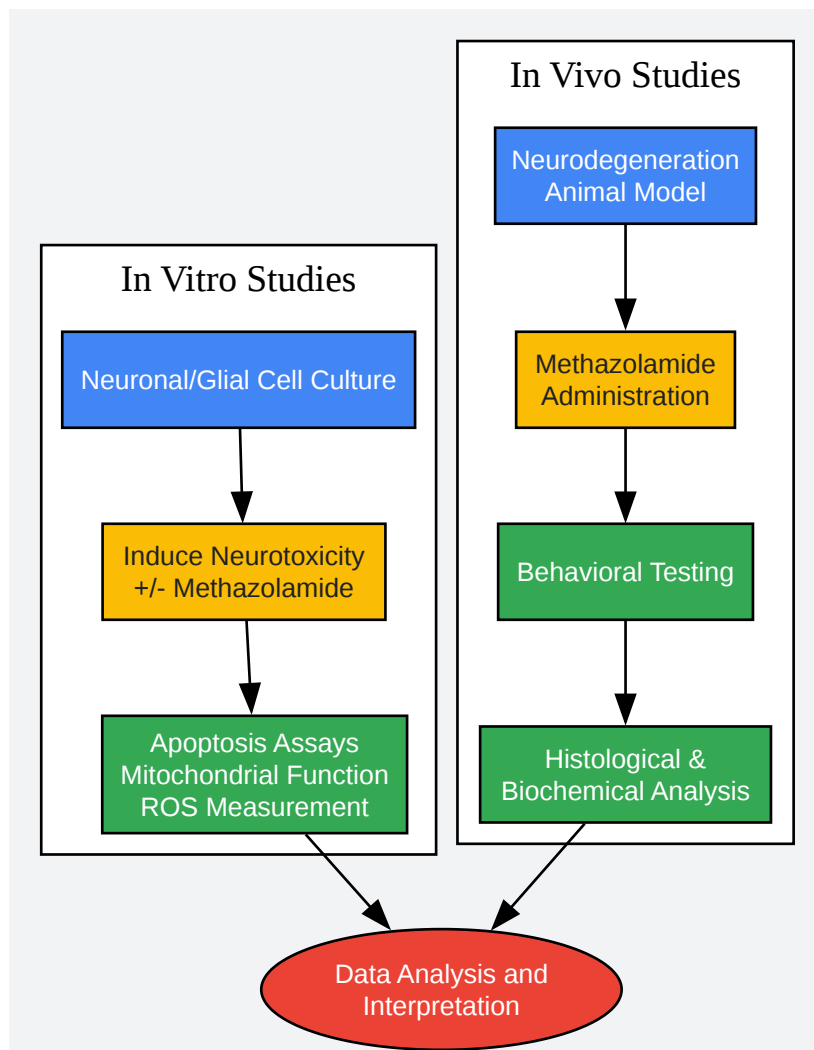 In Vitro Studies
Neuronal/Glial Cell Culture
Induce Neurotoxicity
+/- Methazolamide
Apoptosis Assays
Mitochondrial Function
ROS Measurement
In Vivo Studies
Neurodegeneration
Animal Model
Methazolamide
Administration
Behavioral Testing
Histological &
Biochemical Analysis
Data Analysis and
Interpretation